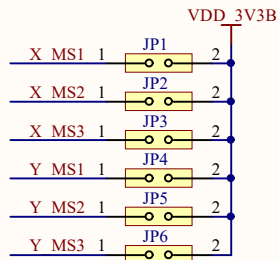 VDD_3V3B
X_MS1 1 JP1 2
X_MS2 1 JP2 2
X_MS3 1 JP3 2
Y_MS1 1 JP4 2
Y_MS2 1 JP5 2
Y_MS3 1 JP6 2